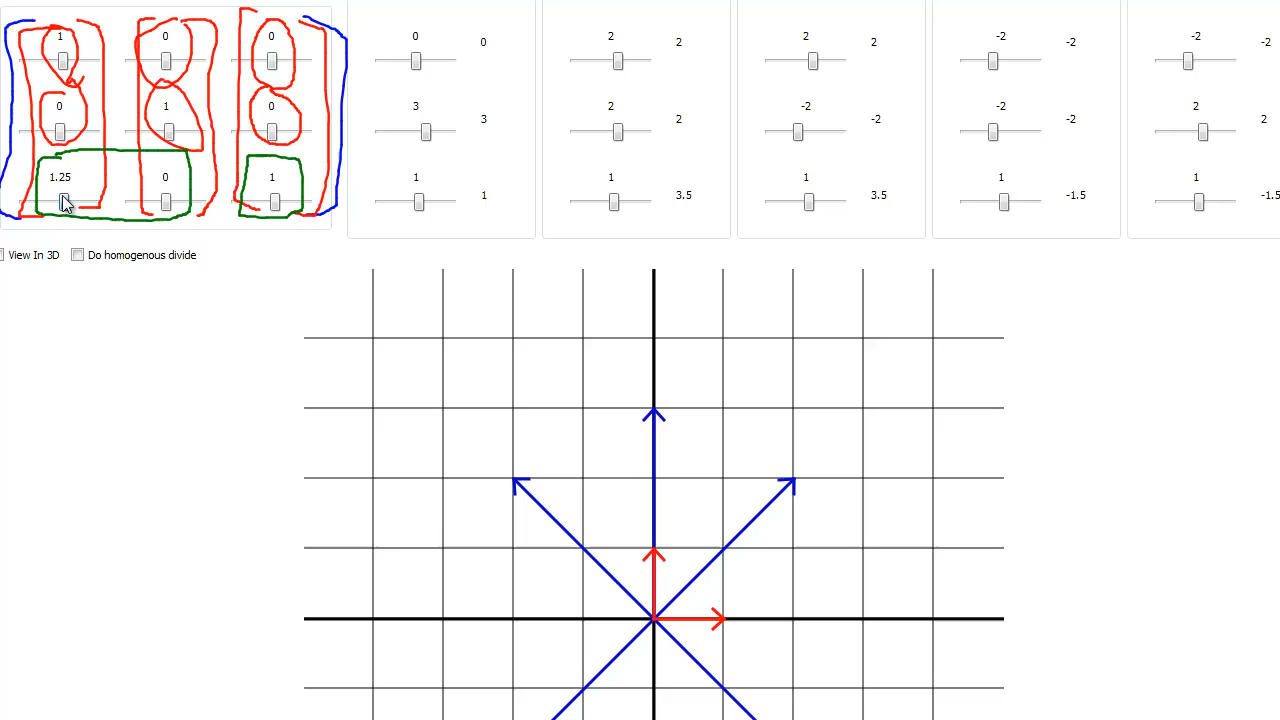 1 0 0 0 0 2 2 2 2 -2 -2 -2 -2
0 1 0 3 3 2 2 -2 -2 -2 -2 2 2
1.25 0 1 1 1 1 3.5 1 3.5 1 -1.5 1 -1.5
View In 3D Do homogenous divide